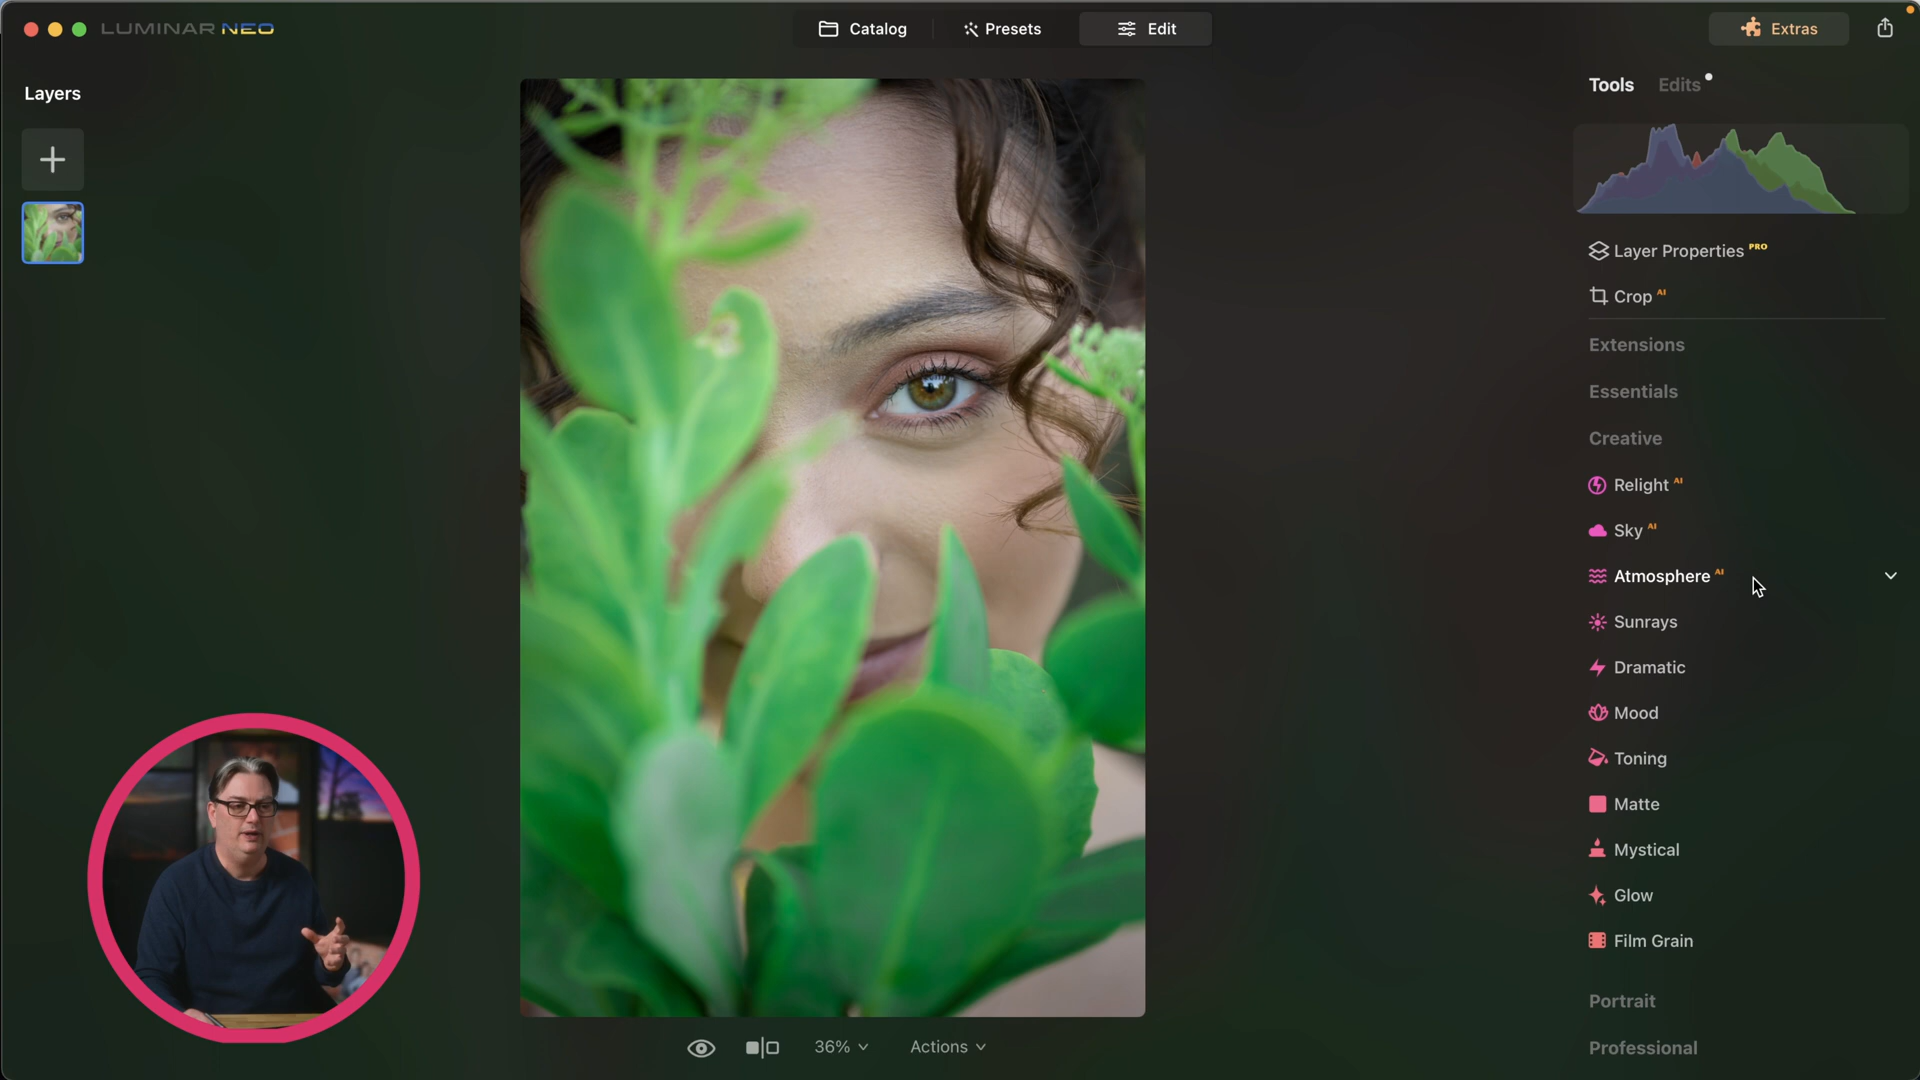 LUMINAR NEO
Catalog
Presets
Edit
Extras
Layers
Tools
Edits
Layer Properties PRO
Crop AI
Extensions
Essentials
Creative
Relight AI
Sky AI
Atmosphere AI
Sunrays
Dramatic
Mood
Toning
Matte
Mystical
Glow
Film Grain
Portrait
Professional
36%
Actions